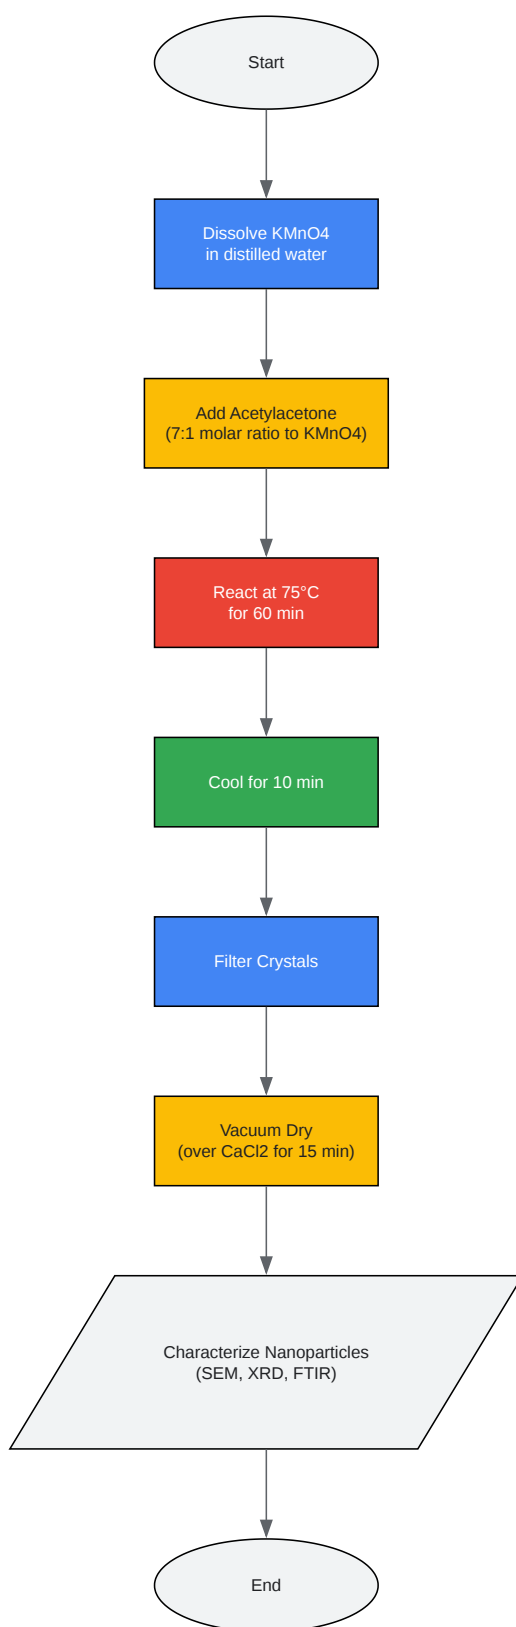 Start
Dissolve KMnO4
in distilled water
Add Acetylacetone
(7:1 molar ratio to KMnO4)
React at 75°C
for 60 min
Cool for 10 min
Filter Crystals
Vacuum Dry
(over CaCl2 for 15 min)
Characterize Nanoparticles
(SEM, XRD, FTIR)
End